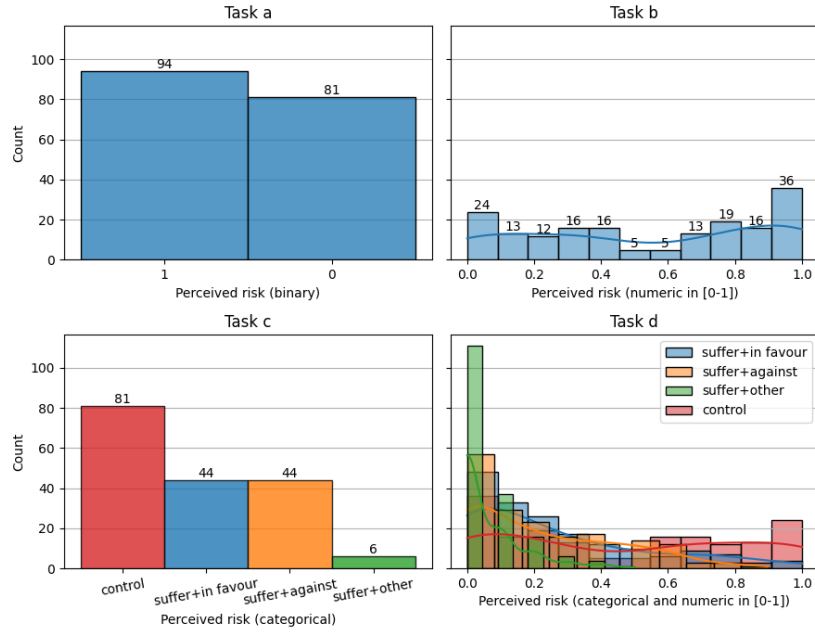 Task a
94
81
100
80
60
40
20
0
Count
1
0
Perceived risk (binary)
Task b
24
13
12
16
16
5
5
13
19
16
36
0.0
0.2
0.4
0.6
0.8
1.0
Perceived risk (numeric in [0-1])
Task c
81
44
44
6
100
80
60
40
20
0
Count
control
suffer+in favour
suffer+against
suffer+other
Perceived risk (categorical)
Task d
suffer+in favour
suffer+against
suffer+other
control
0.0
0.2
0.4
0.6
0.8
1.0
Perceived risk (categorical and numeric in [0-1])